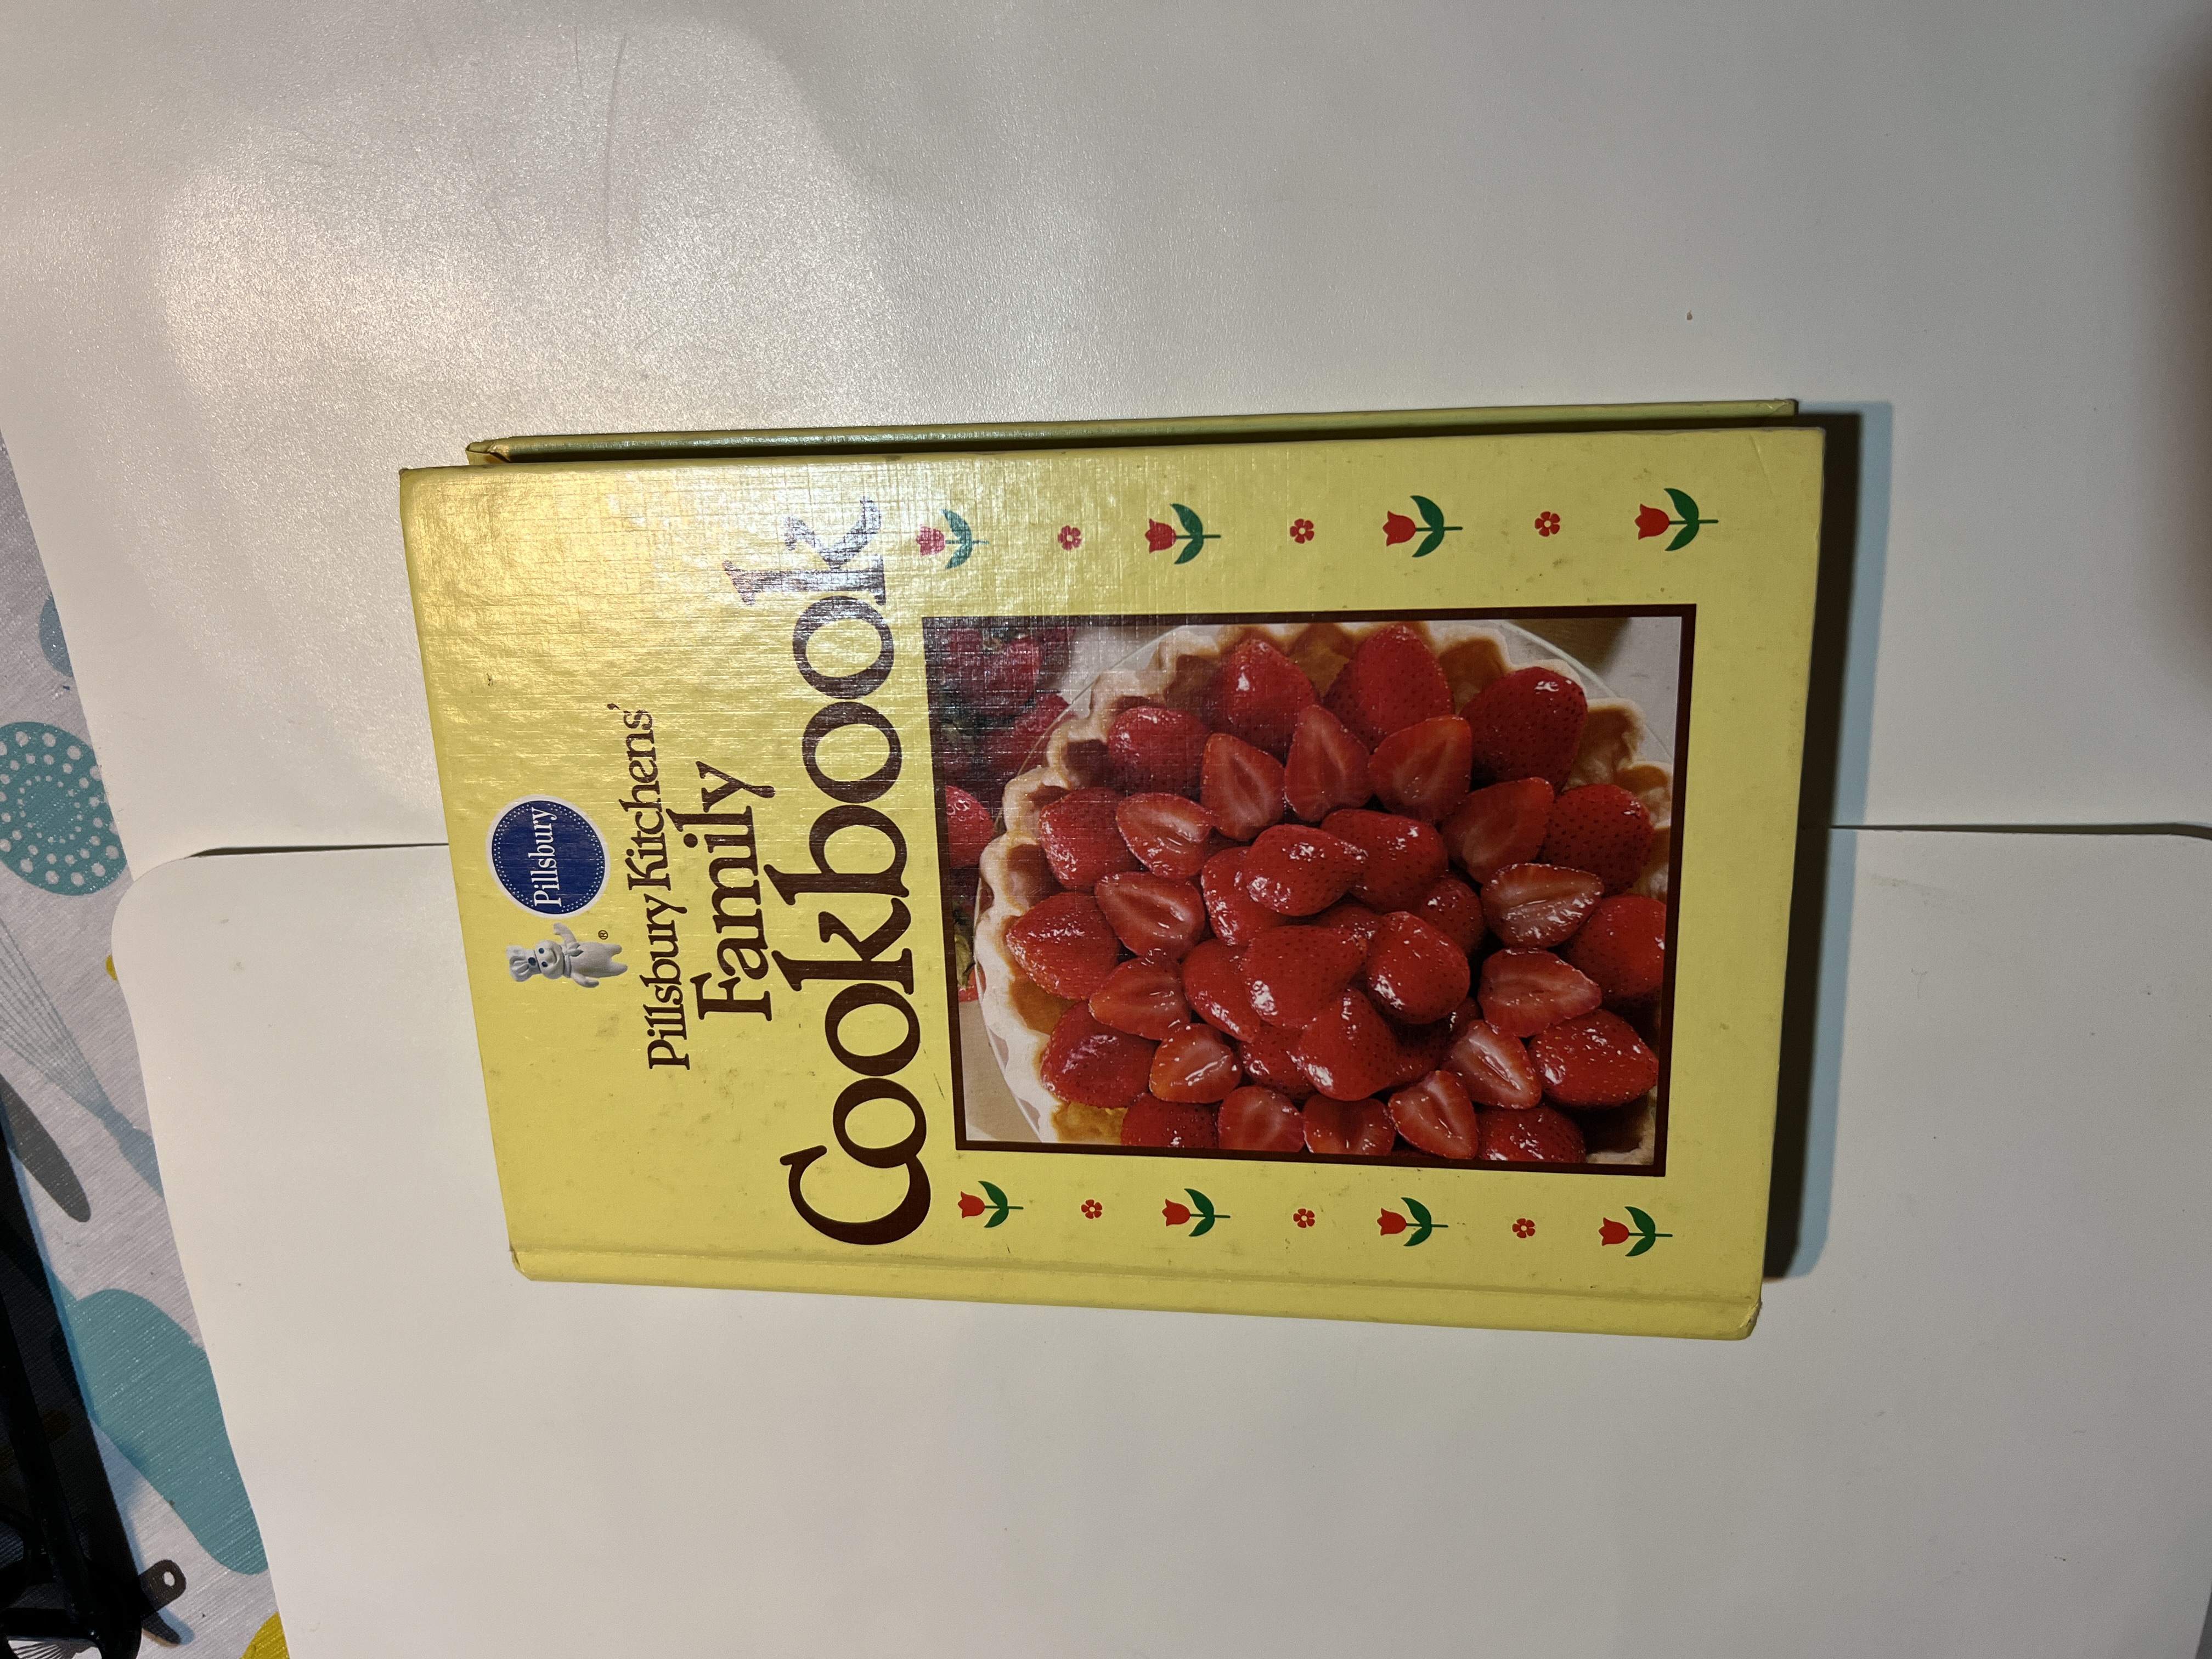 Pillsbury
®
Pillsbury Kitchens'
Family
Cookbook